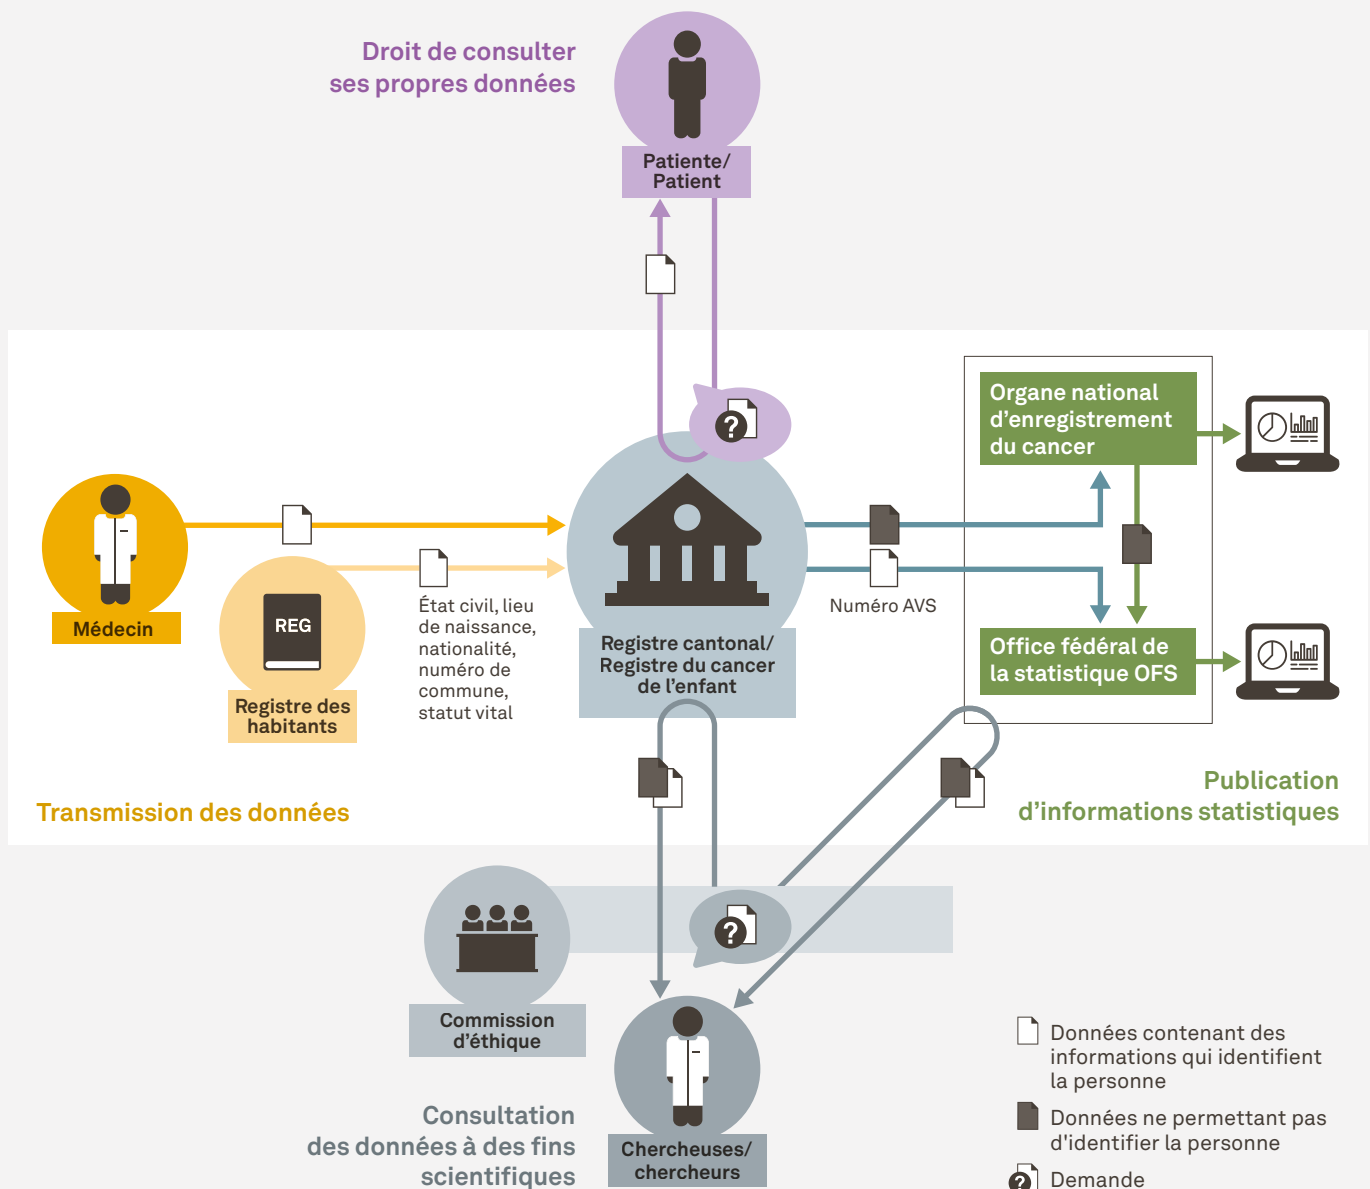 Droit de consulter
ses propres données
Patiente/
Patient
?
Organe national
d’enregistrement
du cancer
Médecin
REG
Registre des
habitants
État civil, lieu
de naissance,
nationalité,
numéro de
commune,
statut vital
Registre cantonal/
Registre du cancer
de l’enfant
Numéro AVS
Office fédéral de
la statistique OFS
Transmission des données
Publication
d’informations statistiques
?
Commission
d’éthique
Consultation
des données à des fins
scientifiques
Chercheuses/
chercheurs
Données contenant des
informations qui identifient
la personne
Données ne permettant pas
d'identifier la personne
?
Demande